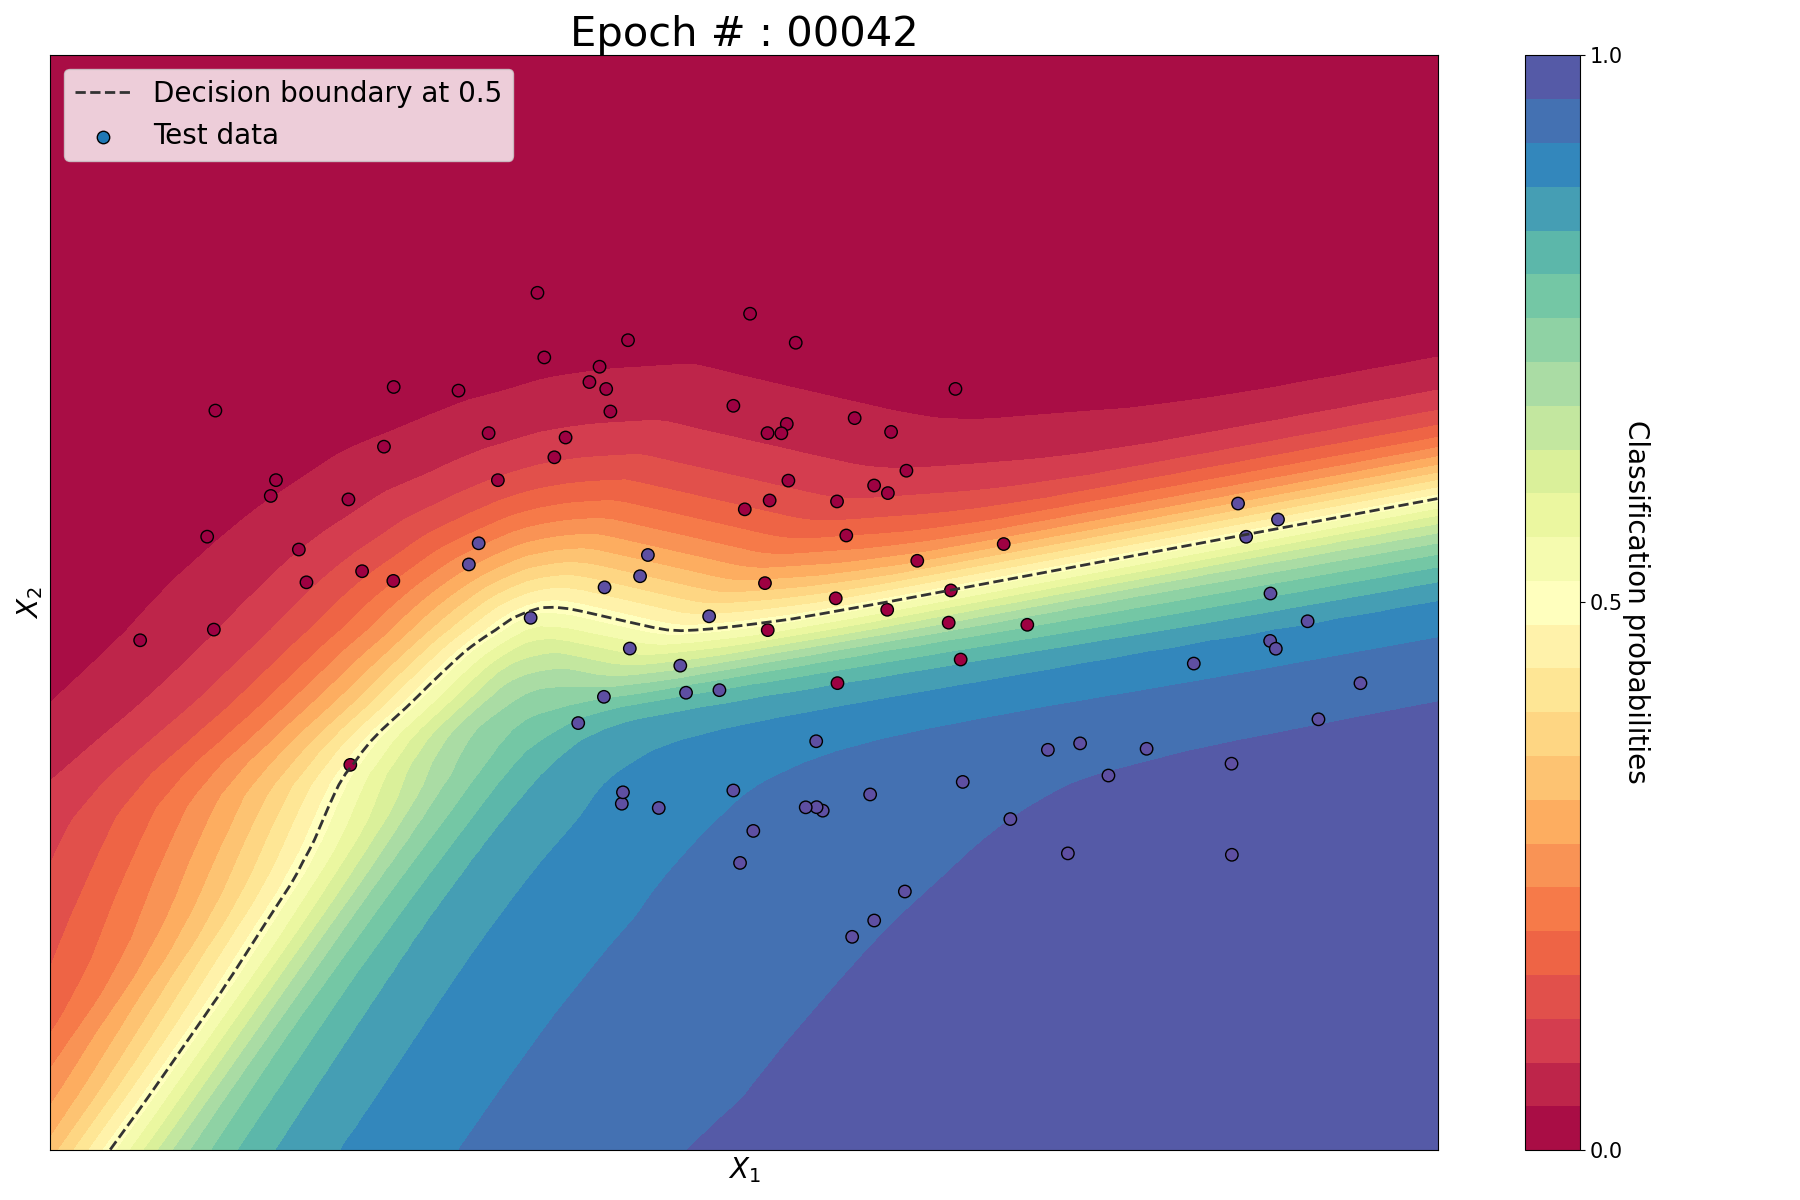 Epoch # : 00042
Decision boundary at 0.5
Test data
X₂
X₁
1.0
0.5
0.0
Classification probabilities